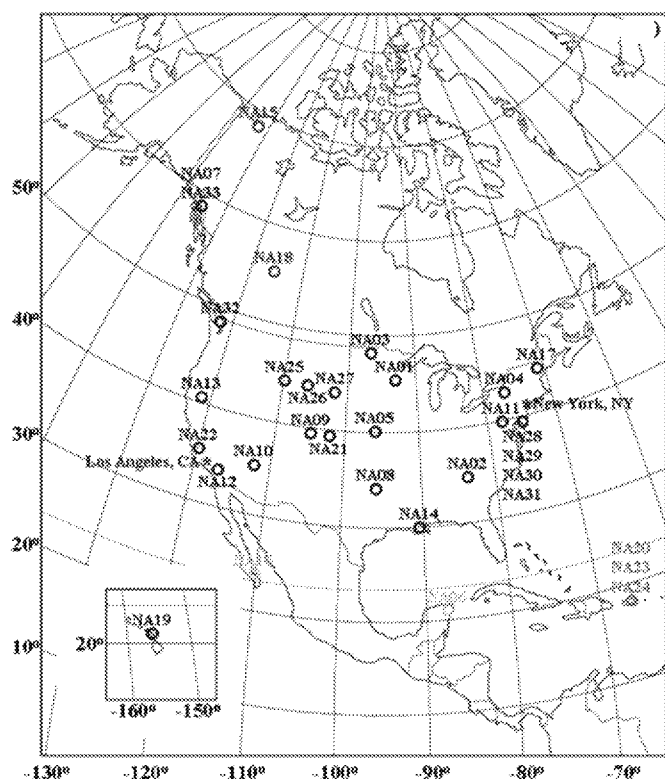 )
NA15
50°
NA07
NA33
NA18
40°
NA32
NA03
NA17
NA25
NA27
NA01
NA04
NA26
NA13
New York, NY
NA11
30°
NA09
NA05
NA28
NA22
NA21
NA10
NA29
Los Angeles, CA
NA02
NA30
NA12
NA08
NA31
NA14
20°
NA20
NA23
NA24
NA19
20°
10°
-160° -150°
-130° -120° -110° -100° -90° -80° -70°